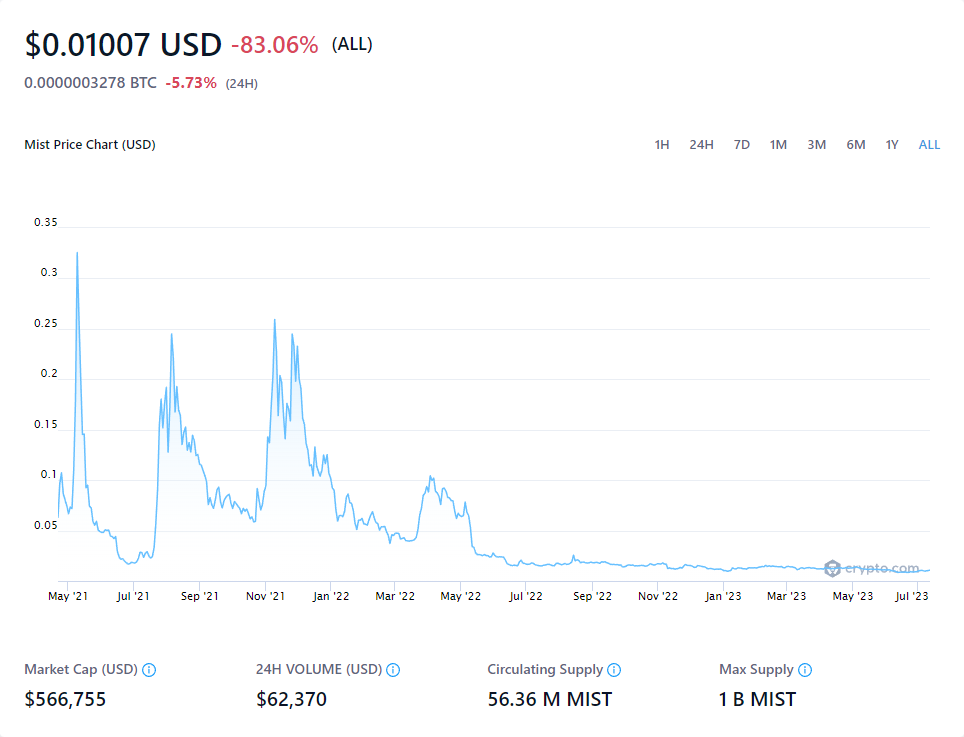 $0.01007 USD -83.06% (ALL)
0.0000003278 BTC -5.73% (24H)
Mist Price Chart (USD) 1H 24H 7D 1M 3M 6M 1Y ALL
0.35
0.3
0.25
0.2
0.15
0.1
0.05
crypto.com
May '21 Jul '21 Sep '21 Nov '21 Jan '22 Mar '22 May '22 Jul '22 Sep '22 Nov '22 Jan '23 Mar '23 May '23 Jul '23
Market Cap (USD) 24H VOLUME (USD) Circulating Supply Max Supply
$566,755 $62,370 56.36 M MIST 1 B MIST